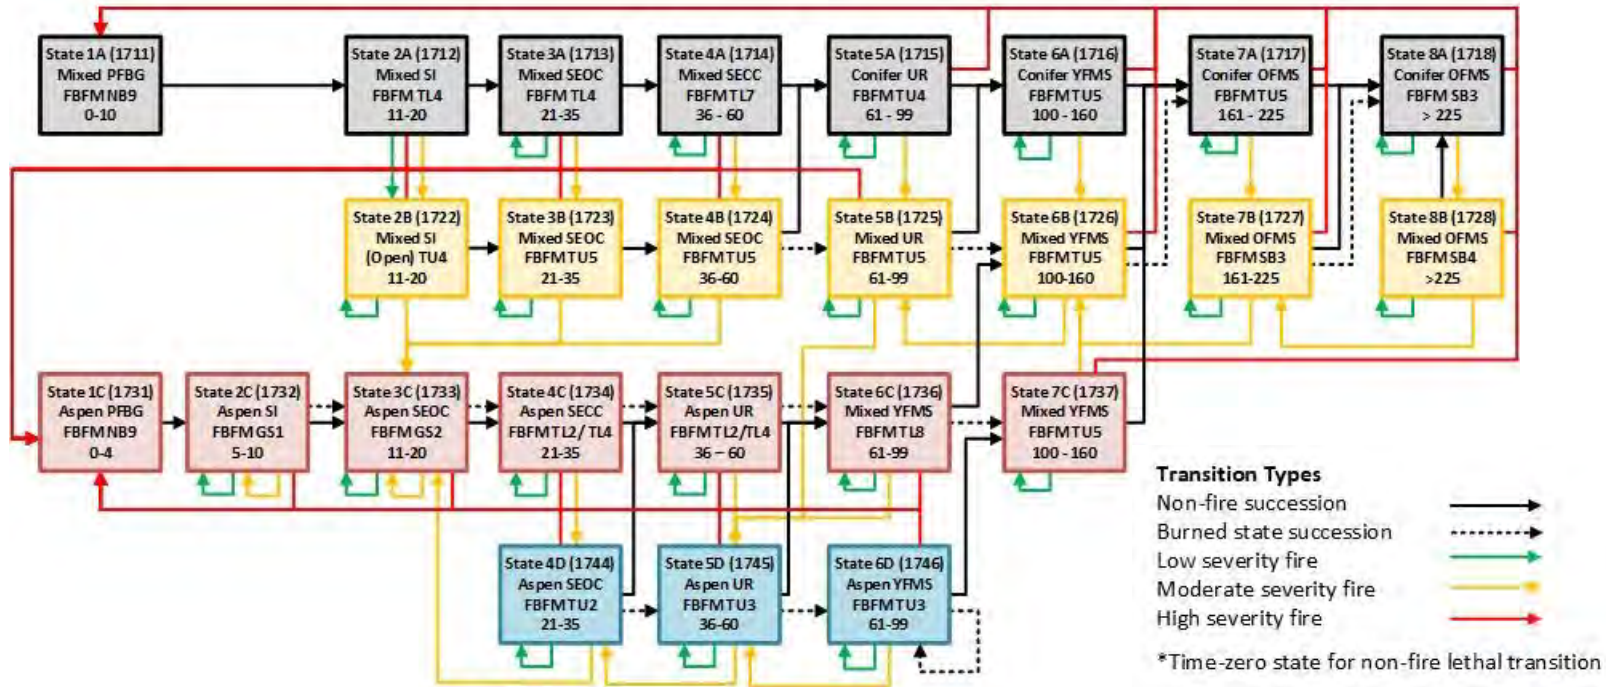 State 1A (1711)
Mixed PFBG
FBFM NB9
0-10
State 2A (1712)
Mixed SI
FBFM TL4
11-20
State 3A (1713)
Mixed SEOC
FBFM TL4
21-35
State 4A (1714)
Mixed SECC
FBFM TL7
36 - 60
State 5A (1715)
Conifer UR
FBFM TU4
61 - 99
State 6A (1716)
Conifer YFMS
FBFM TU5
100 - 160
State 7A (1717)
Conifer OFMS
FBFM TU5
161 - 225
State 8A (1718)
Conifer OFMS
FBFM SB3
> 225
State 2B (1722)
Mixed SI
(Open) TU4
11-20
State 3B (1723)
Mixed SEOC
FBFM TU5
21-35
State 4B (1724)
Mixed SEOC
FBFM TU5
36-60
State 5B (1725)
Mixed UR
FBFM TU5
61-99
State 6B (1726)
Mixed YFMS
FBFM TU5
100-160
State 7B (1727)
Mixed OFMS
FBFM SB3
161-225
State 8B (1728)
Mixed OFMS
FBFM SB4
>225
State 1C (1731)
Aspen PFBG
FBFM NB9
0-4
State 2C (1732)
Aspen SI
FBFM GS1
5-10
State 3C (1733)
Aspen SEOC
FBFM GS2
11-20
State 4C (1734)
Aspen SECC
FBFM TL2/ TL4
21-35
State 5C (1735)
Aspen UR
FBFM TL2/TL4
36 – 60
State 6C (1736)
Mixed YFMS
FBFM TL8
61-99
State 7C (1737)
Mixed YFMS
FBFM TU5
100 - 160
State 4D (1744)
Aspen SEOC
FBFM TU2
21-35
State 5D (1745)
Aspen UR
FBFM TU3
36-60
State 6D (1746)
Aspen YFMS
FBFM TU3
61-99
Transition Types
Non-fire succession
Burned state succession
Low severity fire
Moderate severity fire
High severity fire
*Time-zero state for non-fire lethal transition